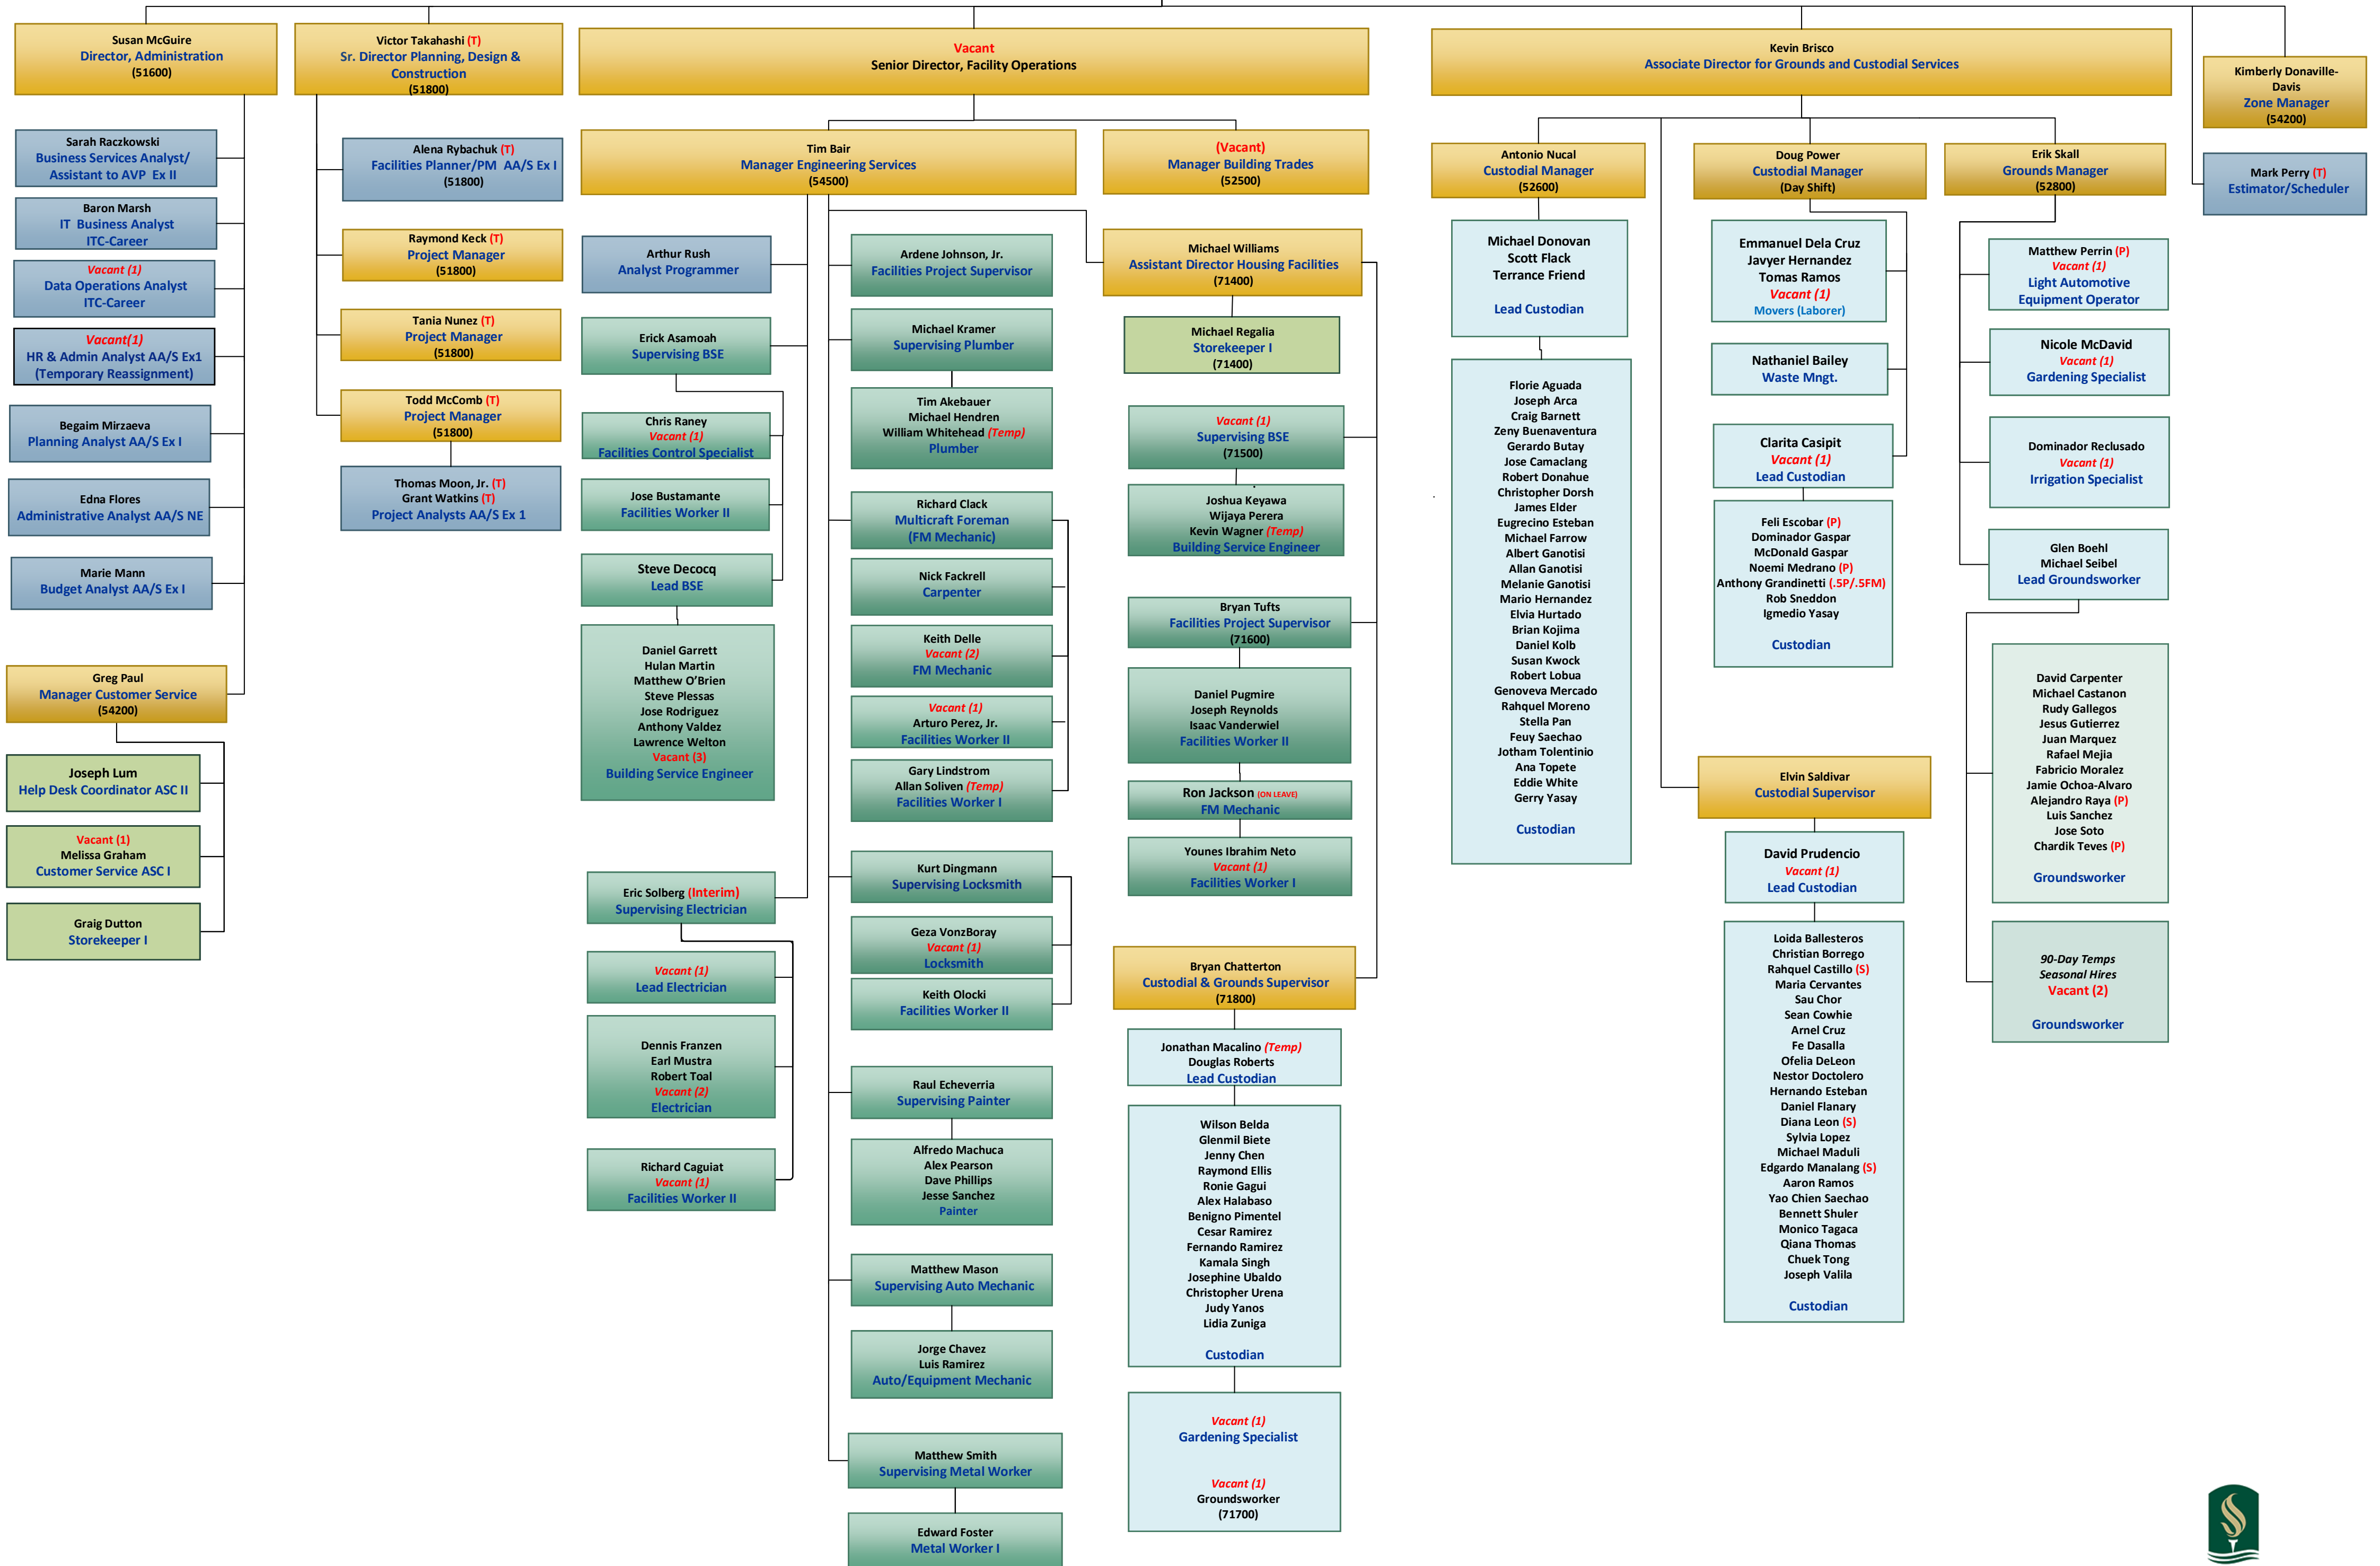 Susan McGuire
Director, Administration
(51600)
Sarah Raczkowski
Business Services Analyst/
Assistant to AVP  Ex II
Baron Marsh
IT  Business Analyst
ITC-Career
Vacant (1)
Data Operations Analyst
ITC-Career
Vacant(1)
HR & Admin Analyst AA/S Ex1
(Temporary Reassignment)
Begaim Mirzaeva
Planning Analyst AA/S Ex I
Edna Flores
Administrative Analyst AA/S NE
Marie Mann
Budget Analyst AA/S Ex I
Greg Paul
Manager Customer Service
(54200)
Joseph Lum
Help Desk Coordinator ASC II
Vacant (1)
Melissa Graham
Customer Service ASC I
Graig Dutton
Storekeeper I
Victor Takahashi (T)
Sr. Director Planning, Design &
Construction
(51800)
Alena Rybachuk (T)
Facilities Planner/PM  AA/S Ex I
(51800)
Raymond Keck (T)
Project Manager
(51800)
Tania Nunez (T)
Project Manager
(51800)
Todd McComb (T)
Project Manager
(51800)
Thomas Moon, Jr. (T)
Grant Watkins (T)
Project Analysts AA/S Ex 1
Vacant
Senior Director, Facility Operations
Tim Bair
Manager Engineering Services
(54500)
Arthur Rush
Analyst Programmer
Erick Asamoah
Supervising BSE
Chris Raney
Vacant (1)
Facilities Control Specialist
Jose Bustamante
Facilities Worker II
Steve Decocq
Lead BSE
Daniel Garrett
Hulan Martin
Matthew O'Brien
Steve Plessas
Jose Rodriguez
Anthony Valdez
Lawrence Welton
Vacant (3)
Building Service Engineer
Eric Solberg (Interim)
Supervising Electrician
Vacant (1)
Lead Electrician
Dennis Franzen
Earl Mustra
Robert Toal
Vacant (2)
Electrician
Richard Caguiat
Vacant (1)
Facilities Worker II
Ardene Johnson, Jr.
Facilities Project Supervisor
Michael Kramer
Supervising Plumber
Tim Akebauer
Michael Hendren
William Whitehead (Temp)
Plumber
Richard Clack
Multicraft Foreman
(FM Mechanic)
Nick Fackrell
Carpenter
Keith Delle
Vacant (2)
FM Mechanic
Vacant (1)
Arturo Perez, Jr.
Facilities Worker II
Gary Lindstrom
Allan Soliven (Temp)
Facilities Worker I
Kurt Dingmann
Supervising Locksmith
Geza VonzBoray
Vacant (1)
Locksmith
Keith Olocki
Facilities Worker II
Raul Echeverria
Supervising Painter
Alfredo Machuca
Alex Pearson
Dave Phillips
Jesse Sanchez
Painter
Matthew Mason
Supervising Auto Mechanic
Jorge Chavez
Luis Ramirez
Auto/Equipment Mechanic
Matthew Smith
Supervising Metal Worker
Edward Foster
Metal Worker I
(Vacant)
Manager Building Trades
(52500)
Michael Williams
Assistant Director Housing Facilities
(71400)
Michael Regalia
Storekeeper I
(71400)
Vacant (1)
Supervising BSE
(71500)
Joshua Keyawa
Wijaya Perera
Kevin Wagner (Temp)
Building Service Engineer
Bryan Tufts
Facilities Project Supervisor
(71600)
Daniel Pugmire
Joseph Reynolds
Isaac Vanderwiel
Facilities Worker II
Ron Jackson (ON LEAVE)
FM Mechanic
Younes Ibrahim Neto
Vacant (1)
Facilities Worker I
Bryan Chatterton
Custodial & Grounds Supervisor
(71800)
Jonathan Macalino (Temp)
Douglas Roberts
Lead Custodian
Wilson Belda
Glenmil Biete
Jenny Chen
Raymond Ellis
Ronie Gagui
Alex Halabaso
Benigno Pimentel
Cesar Ramirez
Fernando Ramirez
Kamala Singh
Josephine Ubaldo
Christopher Urena
Judy Yanos
Lidia Zuniga
Custodian
Vacant (1)
Gardening Specialist
Vacant (1)
Groundsworker
(71700)
Kevin Brisco
Associate Director for Grounds and Custodial Services
Antonio Nucal
Custodial Manager
(52600)
Michael Donovan
Scott Flack
Terrance Friend
Lead Custodian
Florie Aguada
Joseph Arca
Craig Barnett
Zeny Buenaventura
Gerardo Butay
Jose Camaclang
Robert Donahue
Christopher Dorsh
James Elder
Eugrecino Esteban
Michael Farrow
Albert Ganotisi
Allan Ganotisi
Melanie Ganotisi
Mario Hernandez
Elvia Hurtado
Brian Kojima
Daniel Kolb
Susan Kwock
Robert Lobua
Genoveva Mercado
Rahquel Moreno
Stella Pan
Feuy Saechao
Jotham Tolentinio
Ana Topete
Eddie White
Gerry Yasay
Custodian
Doug Power
Custodial Manager
(Day Shift)
Emmanuel Dela Cruz
Javyer Hernandez
Tomas Ramos
Vacant (1)
Movers (Laborer)
Nathaniel Bailey
Waste Mngt.
Clarita Casipit
Vacant (1)
Lead Custodian
Feli Escobar (P)
Dominador Gaspar
McDonald Gaspar
Noemi Medrano (P)
Anthony Grandinetti (.5P/.5FM)
Rob Sneddon
Igmedio Yasay
Custodian
Elvin Saldivar
Custodial Supervisor
David Prudencio
Vacant (1)
Lead Custodian
Loida Ballesteros
Christian Borrego
Rahquel Castillo (S)
Maria Cervantes
Sau Chor
Sean Cowhie
Arnel Cruz
Fe Dasalla
Ofelia DeLeon
Nestor Doctolero
Hernando Esteban
Daniel Flanary
Diana Leon (S)
Sylvia Lopez
Michael Maduli
Edgardo Manalang (S)
Aaron Ramos
Yao Chien Saechao
Bennett Shuler
Monico Tagaca
Qiana Thomas
Chuek Tong
Joseph Valila
Custodian
Erik Skall
Grounds Manager
(52800)
Matthew Perrin (P)
Vacant (1)
Light Automotive
Equipment Operator
Nicole McDavid
Vacant (1)
Gardening Specialist
Dominador Reclusado
Vacant (1)
Irrigation Specialist
Glen Boehl
Michael Seibel
Lead Groundsworker
David Carpenter
Michael Castanon
Rudy Gallegos
Jesus Gutierrez
Juan Marquez
Rafael Mejia
Fabricio Moralez
Jamie Ochoa-Alvaro
Alejandro Raya (P)
Luis Sanchez
Jose Soto
Chardik Teves (P)
Groundsworker
90-Day Temps
Seasonal Hires
Vacant (2)
Groundsworker
Kimberly Donaville-
Davis
Zone Manager
(54200)
Mark Perry (T)
Estimator/Scheduler